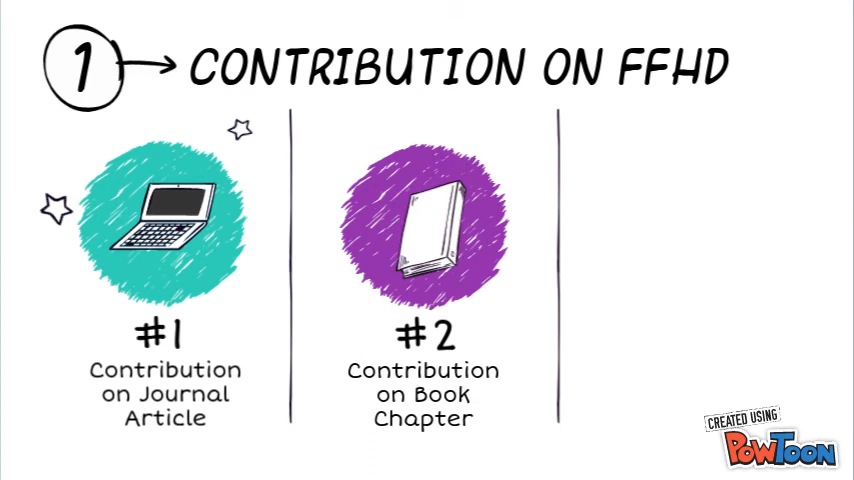 1 → CONTRIBUTION ON FFHD
#1
Contribution
on Journal
Article
#2
Contribution
on Book
Chapter
CREATED USING
POWTOON